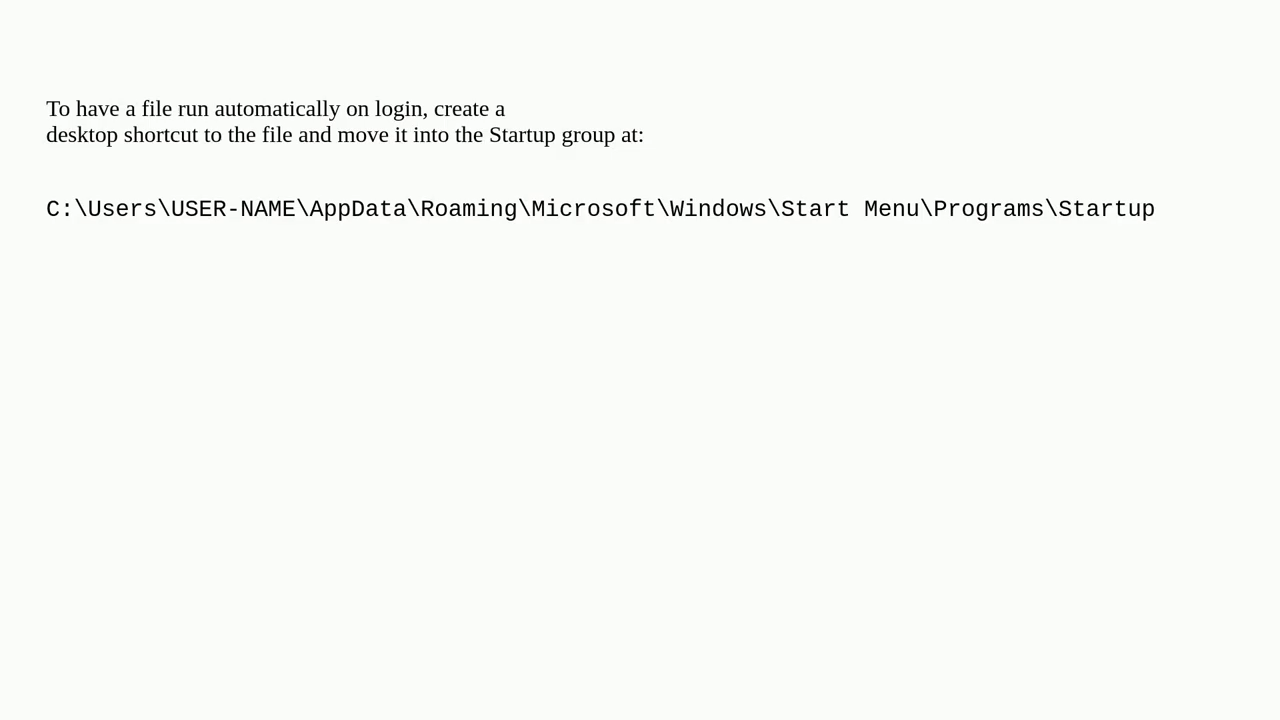 To have a file run automatically on login, create a
desktop shortcut to the file and move it into the Startup group at:
C:\Users\USER-NAME\AppData\Roaming\Microsoft\Windows\Start Menu\Programs\Startup